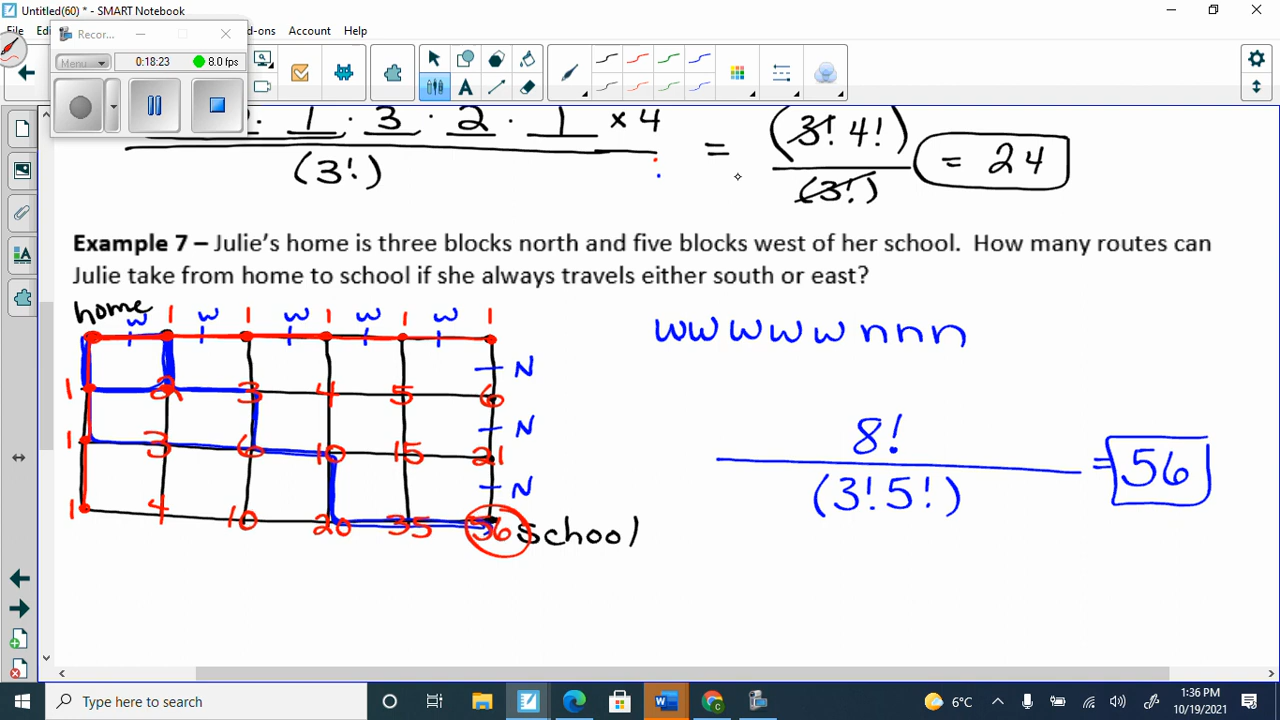 Untitled(60) * - SMART Notebook
File
Account
Help
Recor...
Menu
0:18:23
8.0 fps
1 · 3 · 2 · 1 × 4
(3!)
= (3! 4!)
(3!)
= 24
Example 7 – Julie's home is three blocks north and five blocks west of her school. How many routes can
Julie take from home to school if she always travels either south or east?
home
w w w w w
1 1 1 1 1
N
1 2 3 4 5 6
N
1 3 6 10 15 21
N
1 4 10 20 35 56
school
wwwwwnnn
8!
(3!5!)
= 56
Type here to search
6°C
1:36 PM
10/19/2021